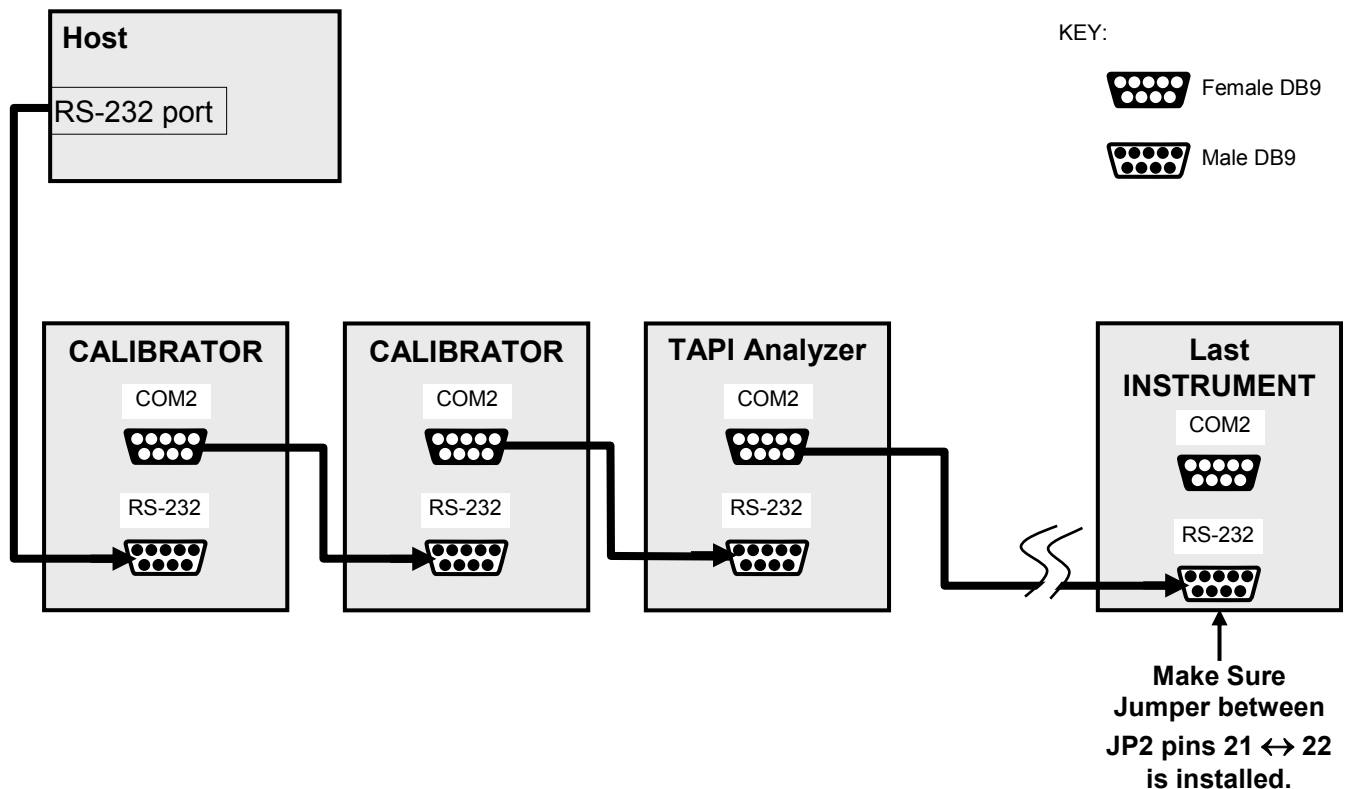 Host
RS-232 port
KEY:
Female DB9
Male DB9
CALIBRATOR
COM2
RS-232
CALIBRATOR
COM2
RS-232
TAPI Analyzer
COM2
RS-232
Last
INSTRUMENT
COM2
RS-232
Make Sure
Jumper between
JP2 pins 21 ↔ 22
is installed.